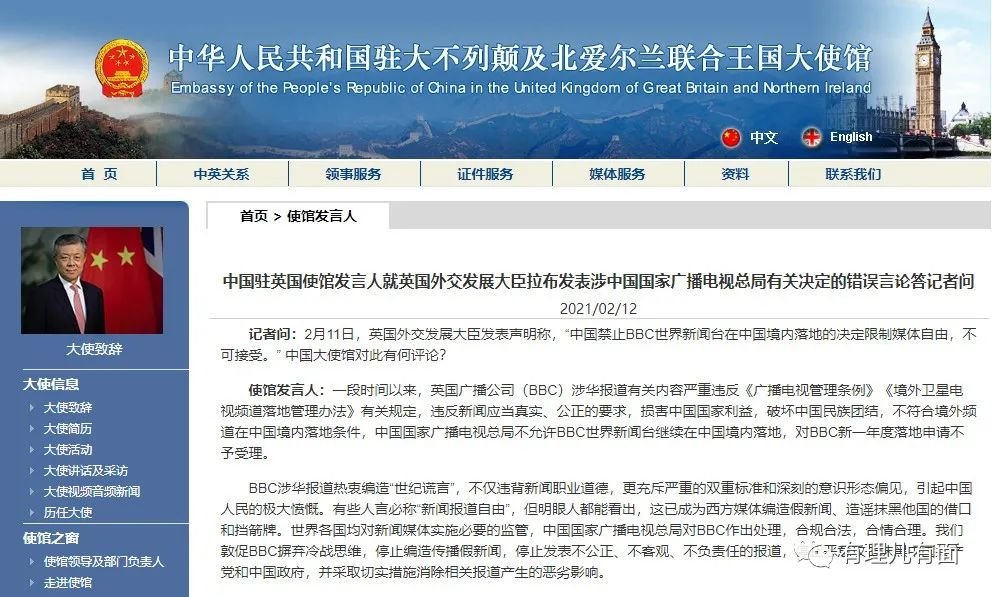 中华人民共和国驻大不列颠及北爱尔兰联合王国大使馆
Embassy of the People's Republic of China in the United Kingdom of Great Britain and Northern Ireland
中文 English
首 页 中英关系 领事服务 证件服务 媒体服务 资料 联系我们
首页 > 使馆发言人
大使致辞
大使信息
大使致辞
大使简历
大使活动
大使讲话及采访
大使视频音频新闻
历任大使
使馆之窗
使馆领导及部门负责人
走进使馆
中国驻英国使馆发言人就英国外交发展大臣拉布发表涉中国国家广播电视总局有关决定的错误言论答记者问
2021/02/12
记者问：2月11日，英国外交发展大臣发表声明称，“中国禁止BBC世界新闻台在中国境内落地的决定限制媒体自由，不
可接受。” 中国大使馆对此有何评论？
使馆发言人：一段时间以来，英国广播公司（BBC）涉华报道有关内容严重违反《广播电视管理条例》《境外卫星电
视频道落地管理办法》有关规定，违反新闻应当真实、公正的要求，损害中国国家利益，破坏中国民族团结，不符合境外频
道在中国境内落地条件，中国国家广播电视总局不允许BBC世界新闻台继续在中国境内落地，对BBC新一年度落地申请不
予受理。
BBC涉华报道热衷编造“世纪谎言”，不仅违背新闻职业道德，更充斥严重的双重标准和深刻的意识形态偏见，引起中国
人民的极大愤慨。有些人言必称“新闻报道自由”，但明眼人都能看出，这已成为西方媒体编造假新闻、造谣抹黑他国的借口
和挡箭牌。世界各国均对新闻媒体实施必要的监管，中国国家广播电视总局对BBC作出处理，合规合法，合情合理。我们
敦促BBC摒弃冷战思维，停止编造传播假新闻，停止发表不公正、不客观、不负责任的报道，
党和中国政府，并采取切实措施消除相关报道产生的恶劣影响。
有理儿有面